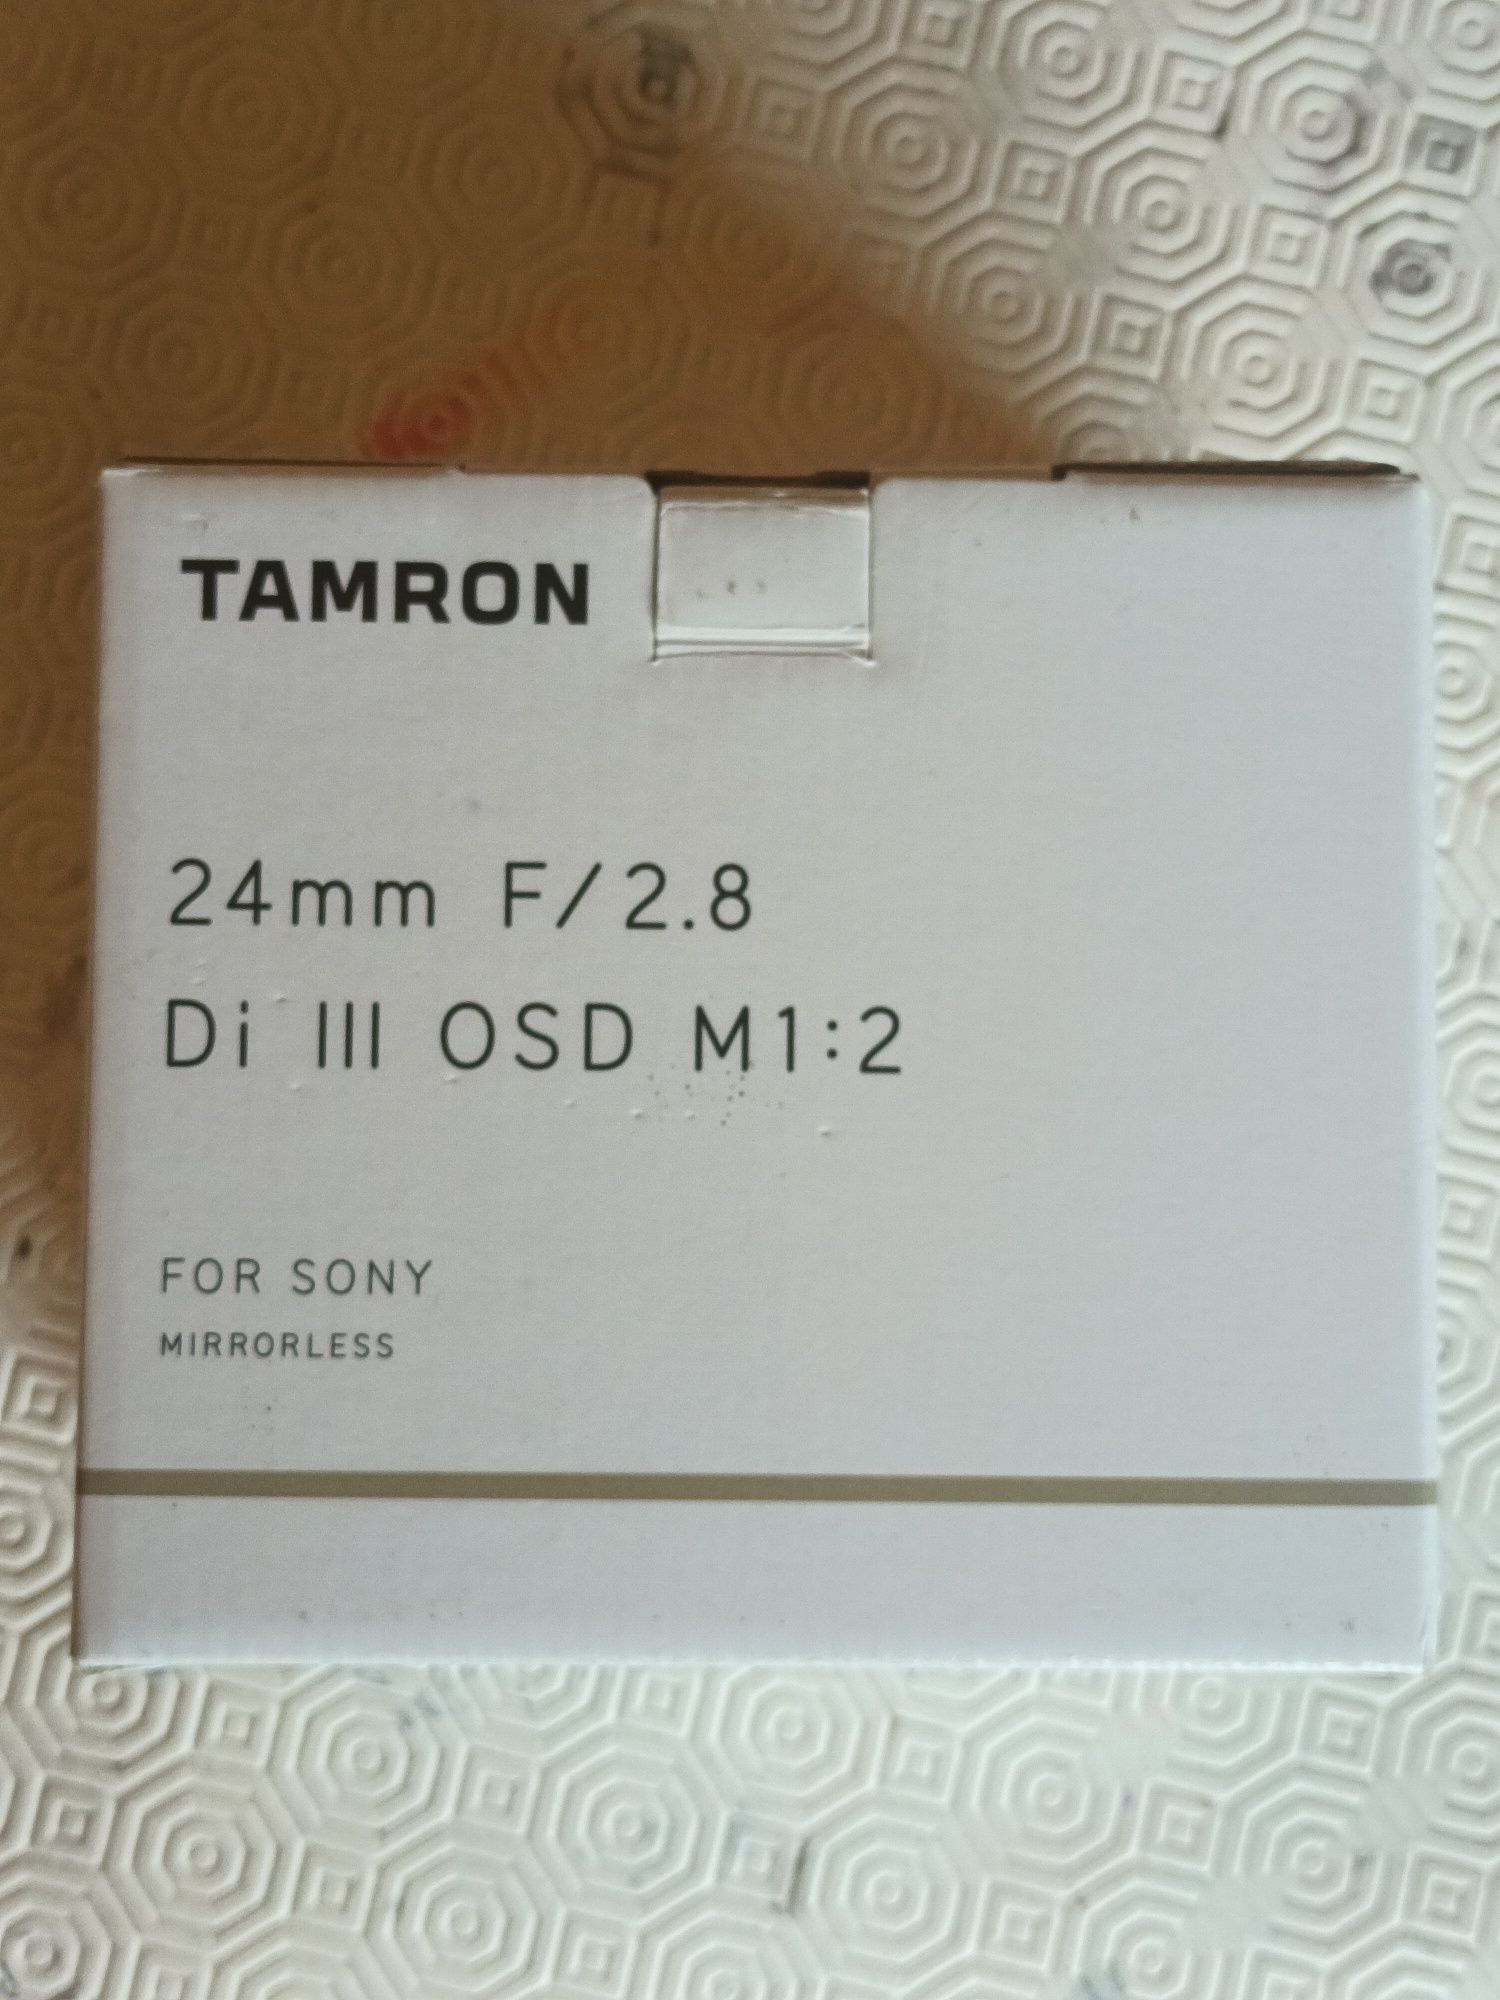 TAMRON
24mm F/2.8
Di III OSD M1:2
FOR SONY
MIRRORLESS